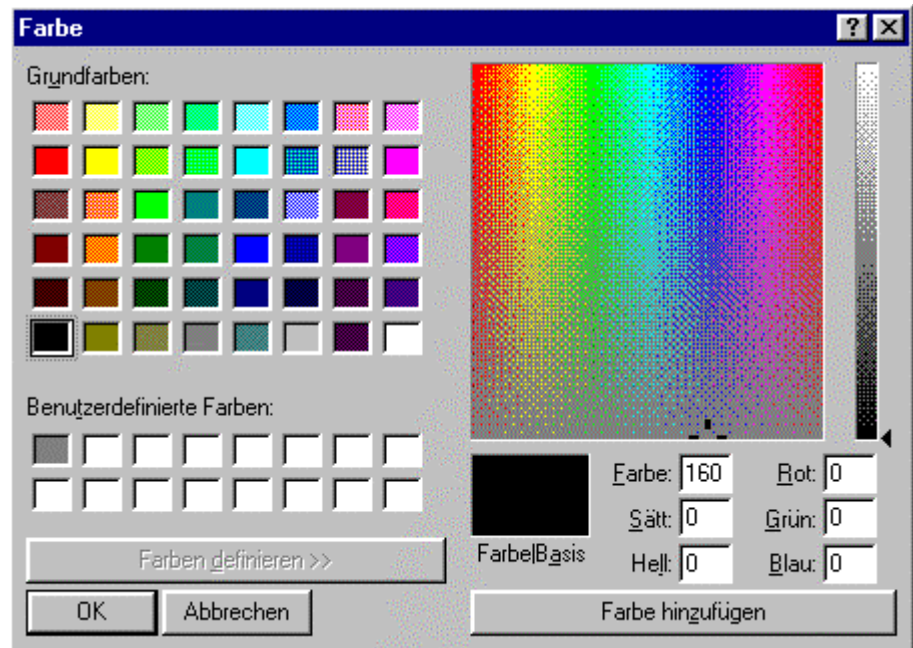 Farbe
Grundfarben:
Benutzerdefinierte Farben:
Farben definieren >>
OK
Abbrechen
Farbe|Basis
Farbe: 160
Sätt: 0
Hell: 0
Rot: 0
Grün: 0
Blau: 0
Farbe hinzufügen